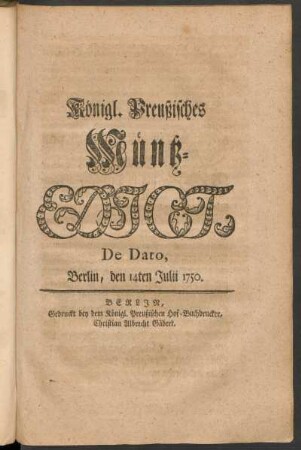 Königl. Preußisches
Müntz-
EDICT,
De Dato,
Berlin, den 14ten Julii 1750.
BERLIN,
Gedruckt bey dem Königl. Preußischen Hof-Buchdrucker,
Christian Albrecht Gäbert.